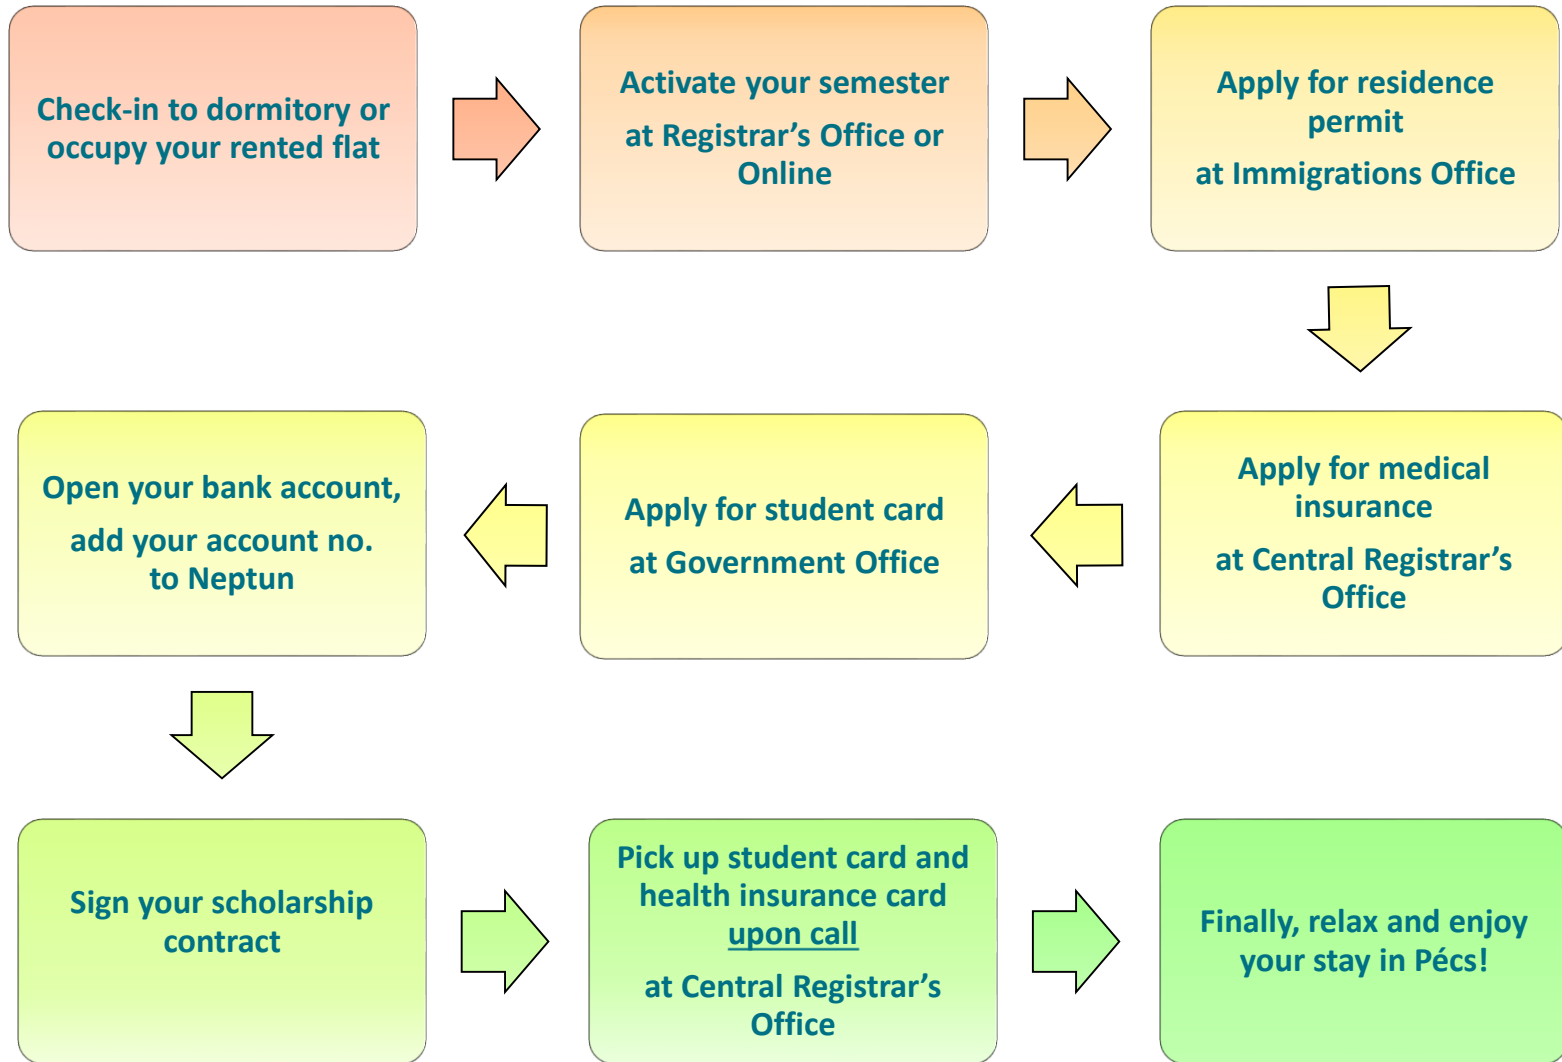 Check-in to dormitory or
occupy your rented flat
Activate your semester
at Registrar’s Office or
Online
Apply for residence
permit
at Immigrations Office
Apply for medical
insurance
at Central Registrar’s
Office
Apply for student card
at Government Office
Open your bank account,
add your account no.
to Neptun
Sign your scholarship
contract
Pick up student card and
health insurance card
upon call
at Central Registrar’s
Office
Finally, relax and enjoy
your stay in Pécs!